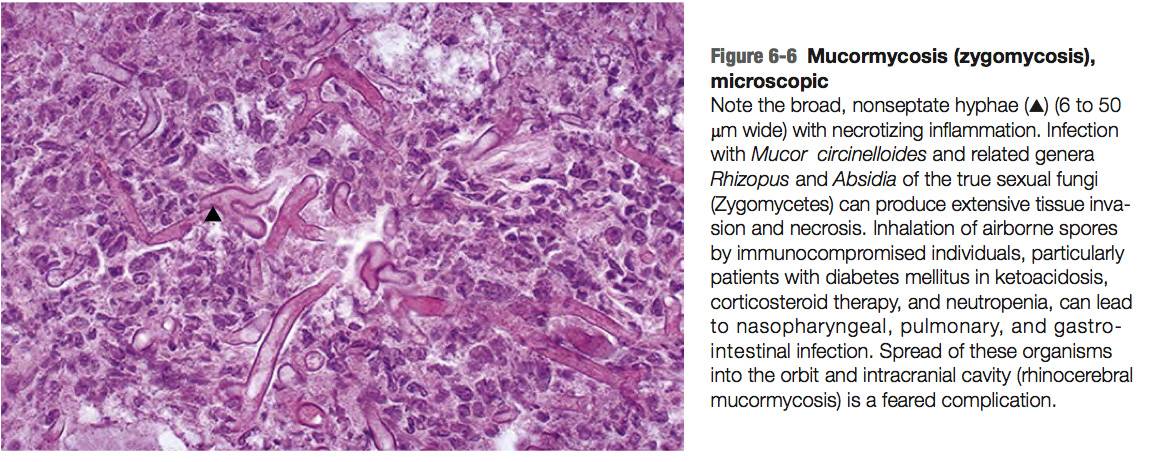 Figure 6-6 Mucormycosis (zygomycosis),
microscopic
Note the broad, nonseptate hyphae (▲) (6 to 50
μm wide) with necrotizing inflammation. Infection
with Mucor circinelloides and related genera
Rhizopus and Absidia of the true sexual fungi
(Zygomycetes) can produce extensive tissue inva-
sion and necrosis. Inhalation of airborne spores
by immunocompromised individuals, particularly
patients with diabetes mellitus in ketoacidosis,
corticosteroid therapy, and neutropenia, can lead
to nasopharyngeal, pulmonary, and gastro-
intestinal infection. Spread of these organisms
into the orbit and intracranial cavity (rhinocerebral
mucormycosis) is a feared complication.